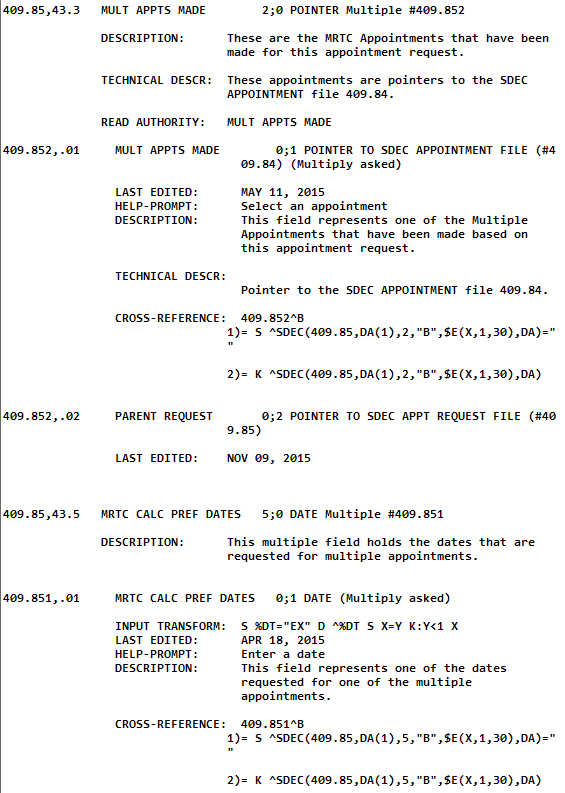 409.85,43.3   MULT APPTS MADE        2;0 POINTER Multiple #409.852
DESCRIPTION:      These are the MRTC Appointments that have been
made for this appointment request.
TECHNICAL DESCR:  These appointments are pointers to the SDEC
APPOINTMENT file 409.84.
READ AUTHORITY:   MULT APPTS MADE
409.852,.01     MULT APPTS MADE        0;1 POINTER TO SDEC APPOINTMENT FILE (#4
09.84) (Multiply asked)
LAST EDITED:      MAY 11, 2015
HELP-PROMPT:      Select an appointment
DESCRIPTION:      This field represents one of the Multiple
Appointments that have been made based on
this appointment request.
TECHNICAL DESCR:
Pointer to the SDEC APPOINTMENT file 409.84.
CROSS-REFERENCE:  409.852^B
1)= S ^SDEC(409.85,DA(1),2,"B",$E(X,1,30),DA)="
"
2)= K ^SDEC(409.85,DA(1),2,"B",$E(X,1,30),DA)
409.852,.02     PARENT REQUEST       0;2 POINTER TO SDEC APPT REQUEST FILE (#40
9.85)
LAST EDITED:    NOV 09, 2015
409.85,43.5   MRTC CALC PREF DATES   5;0 DATE Multiple #409.851
DESCRIPTION:      This multiple field holds the dates that are
requested for multiple appointments.
409.851,.01     MRTC CALC PREF DATES   0;1 DATE (Multiply asked)
INPUT TRANSFORM:  S %DT="EX" D ^%DT S X=Y K:Y<1 X
LAST EDITED:      APR 18, 2015
HELP-PROMPT:      Enter a date
DESCRIPTION:      This field represents one of the dates
requested for one of the multiple
appointments.
CROSS-REFERENCE:  409.851^B
1)= S ^SDEC(409.85,DA(1),5,"B",$E(X,1,30),DA)="
"
2)= K ^SDEC(409.85,DA(1),5,"B",$E(X,1,30),DA)